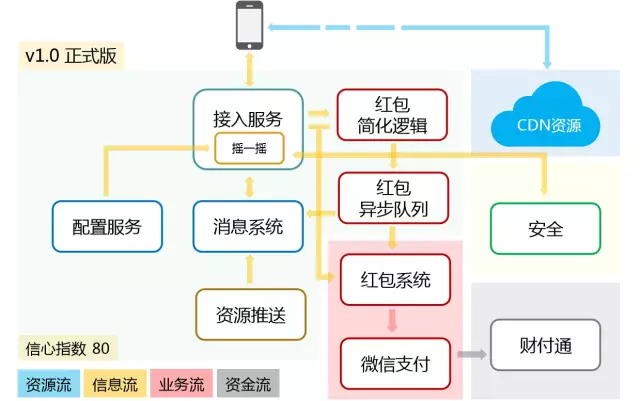 v1.0 正式版
接入服务
摇一摇
红包
简化逻辑
CDN资源
配置服务
消息系统
红包
异步队列
安全
资源推送
红包系统
信心指数 80
微信支付
财付通
资源流
信息流
业务流
资金流